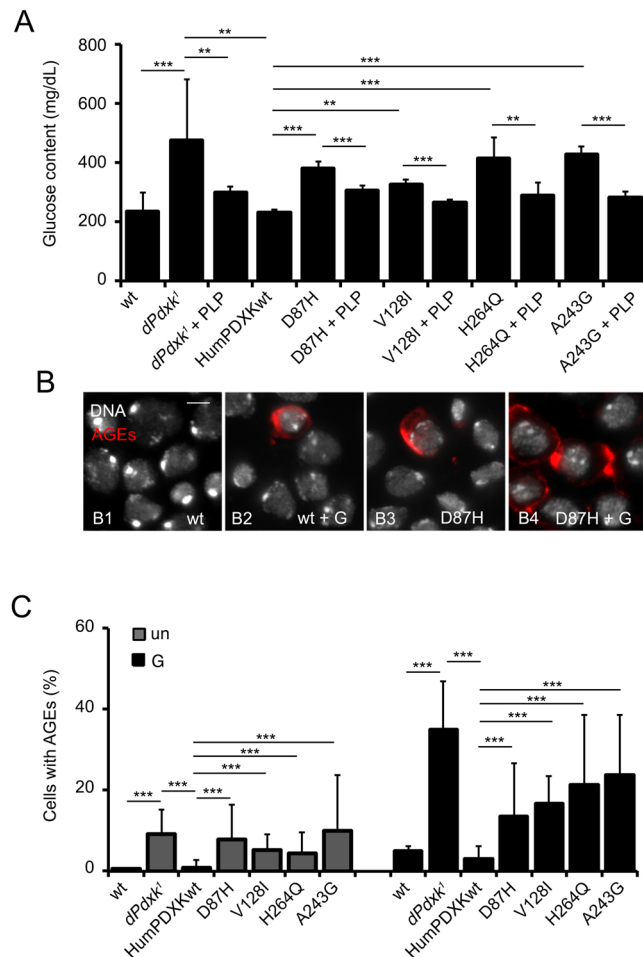 A
Glucose content (mg/dL)
800
600
400
200
0
***
**
**
***
***
**
***
***
***
**
***
wt
dPdxk¹
dPdxk¹ + PLP
HumPDXKwt
D87H
D87H + PLP
V128I
V128I + PLP
H264Q
H264Q + PLP
A243G
A243G + PLP
B
DNA
AGEs
B1 wt
B2 wt + G
B3 D87H
B4 D87H + G
C
Cells with AGEs (%)
60
40
20
0
un
G
***
***
***
***
***
***
***
***
***
***
***
***
wt
dPdxk¹
HumPDXKwt
D87H
V128I
H264Q
A243G
wt
dPdxk¹
HumPDXKwt
D87H
V128I
H264Q
A243G